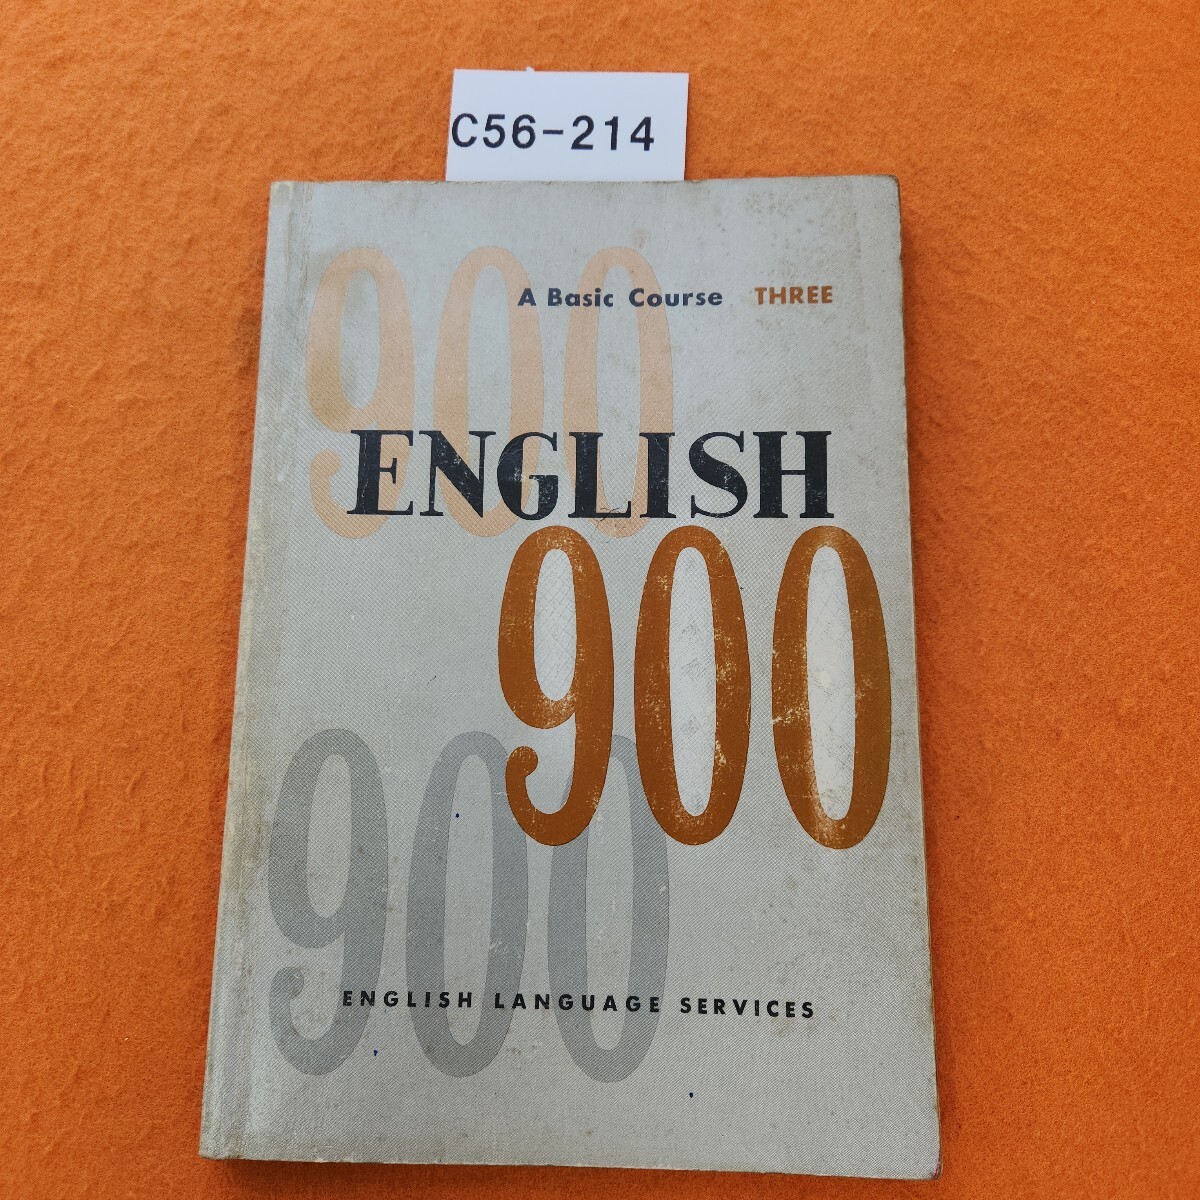 C56-214
900
A Basic Course THREE
ENGLISH
900
900
ENGLISH LANGUAGE SERVICES